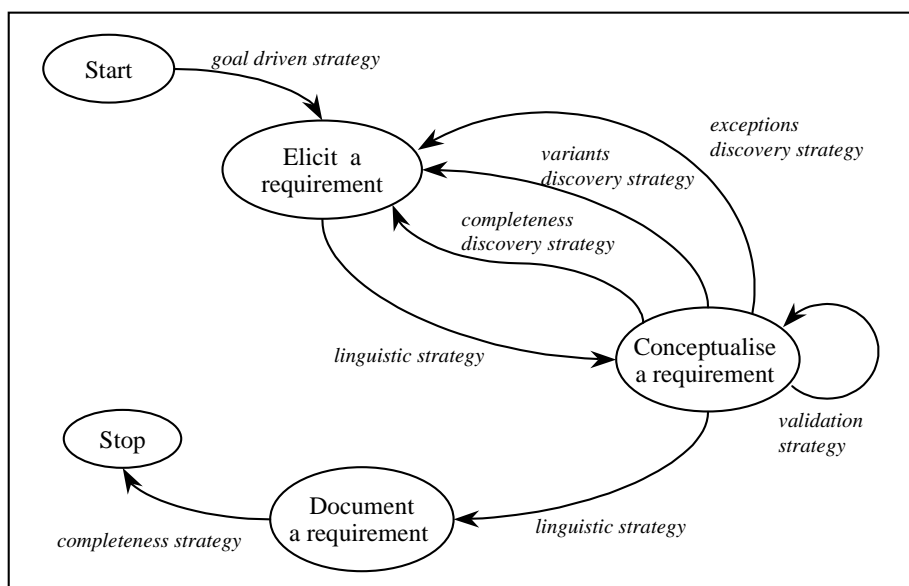 goal driven strategy
Start
exceptions
discovery strategy
Elicit a
requirement
variants
discovery strategy
completeness
discovery strategy
linguistic strategy
Conceptualise
a requirement
validation
strategy
Stop
Document
a requirement
linguistic strategy
completeness strategy